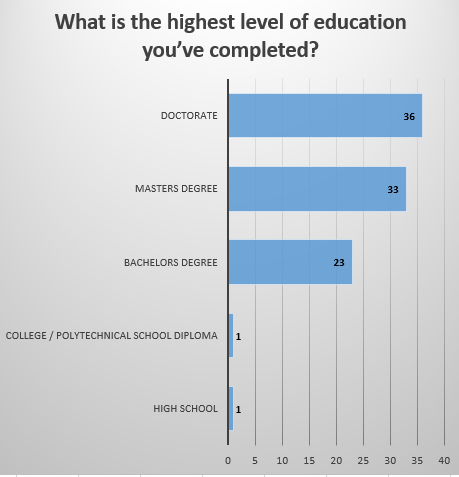 What is the highest level of education
you’ve completed?
DOCTORATE 36
MASTERS DEGREE 33
BACHELORS DEGREE 23
COLLEGE / POLYTECHNICAL SCHOOL DIPLOMA 1
HIGH SCHOOL 1
0 5 10 15 20 25 30 35 40